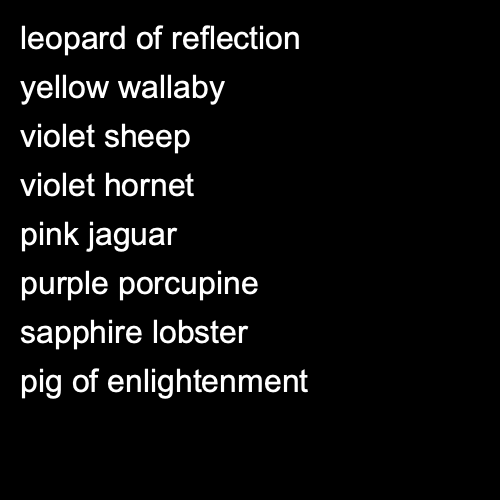 leopard of reflection
yellow wallaby
violet sheep
violet hornet
pink jaguar
purple porcupine
sapphire lobster
pig of enlightenment